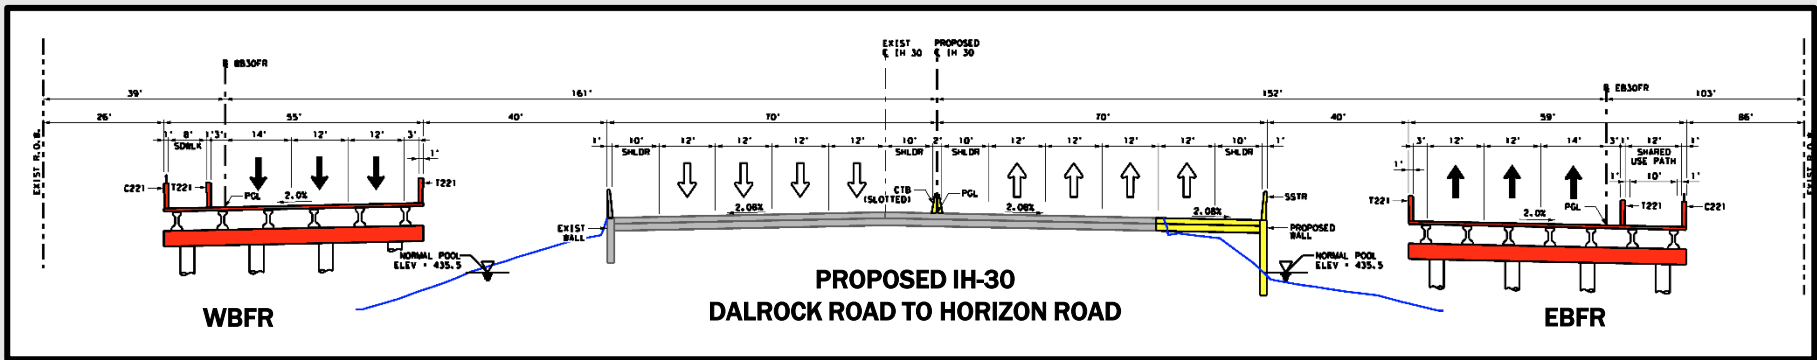 EXIST PROPOSED
℄ IH 30 ℄ IH 30
39' 161' 152' EB30FR 103'
26' 55' 40' 70' 70' 40' 59' 86'
1' 8' 1' 3' 14' 12' 12' 3' 1' 10' 12' 12' 12' 12' 10' 2' 10' 12' 12' 12' 12' 10' 1' 3' 12' 12' 14' 3' 1' 12' 1'
SDWLK SHLDR SHLDR SHLDR SHLDR SHARED
USE PATH
1' 1' 1' 10' 1'
EXIST R.O.W.
C221 T221 PGL 2.0% T221
CTB
(SLOTTED) PGL
2.08% 2.08% 2.08%
SSTR
EXIST
WALL
PROPOSED
WALL
T221 PGL 2.0% T221 C221
NORMAL POOL
ELEV = 435.5
NORMAL POOL
ELEV = 435.5
PROPOSED IH-30
DALROCK ROAD TO HORIZON ROAD
WBFR
EBFR